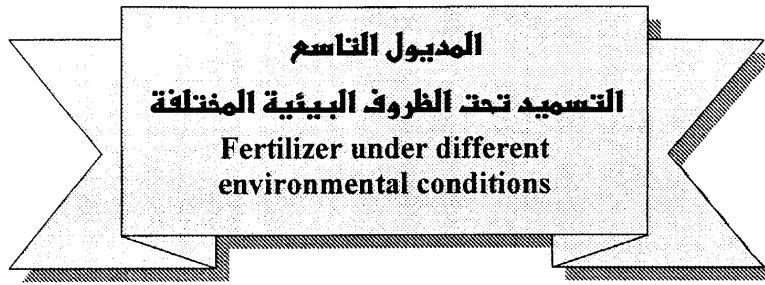 المديول التاسع
التسميد تحت الظروف البيئية المختلفة
Fertilizer under different
environmental conditions